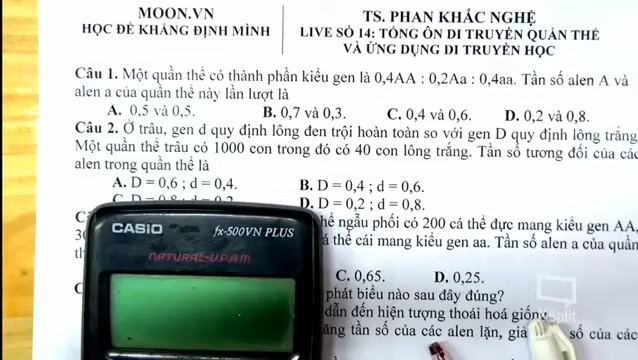 MOON.VN
HỌC ĐỂ KHẲNG ĐỊNH MÌNH
TS. PHAN KHẮC NGHỆ
LIVE SỐ 14: TỔNG ÔN DI TRUYỀN QUẦN THỂ
VÀ ỨNG DỤNG DI TRUYỀN HỌC
Câu 1. Một quần thể có thành phần kiểu gen là 0,4AA : 0,2Aa : 0,4aa. Tần số alen A và
alen a của quần thể này lần lượt là
A. 0,5 và 0,5. B. 0,7 và 0,3. C. 0,4 và 0,6. D. 0,2 và 0,8.
Câu 2. Ở trâu, gen d quy định lông đen trội hoàn toàn so với gen D quy định lông trắng
Một quần thể trâu có 1000 con trong đó có 40 con lông trắng. Tần số tương đối của các
alen trong quần thể là
A. D = 0,6 ; d = 0,4. B. D = 0,4 ; d = 0,6.
D. D = 0,2 ; d = 0,8.
ngẫu phối có 200 cá thể đực mang kiểu gen AA,
thể cái mang kiểu gen aa. Tần số alen a của quần
C. 0,65. D. 0,25.
phát biểu nào sau đây đúng?
dẫn đến hiện tượng thoái hoá giống
tần số của các alen lặn, số của các
CASIO fx-500VN PLUS
NATURAL-V.P.A.M.
Split